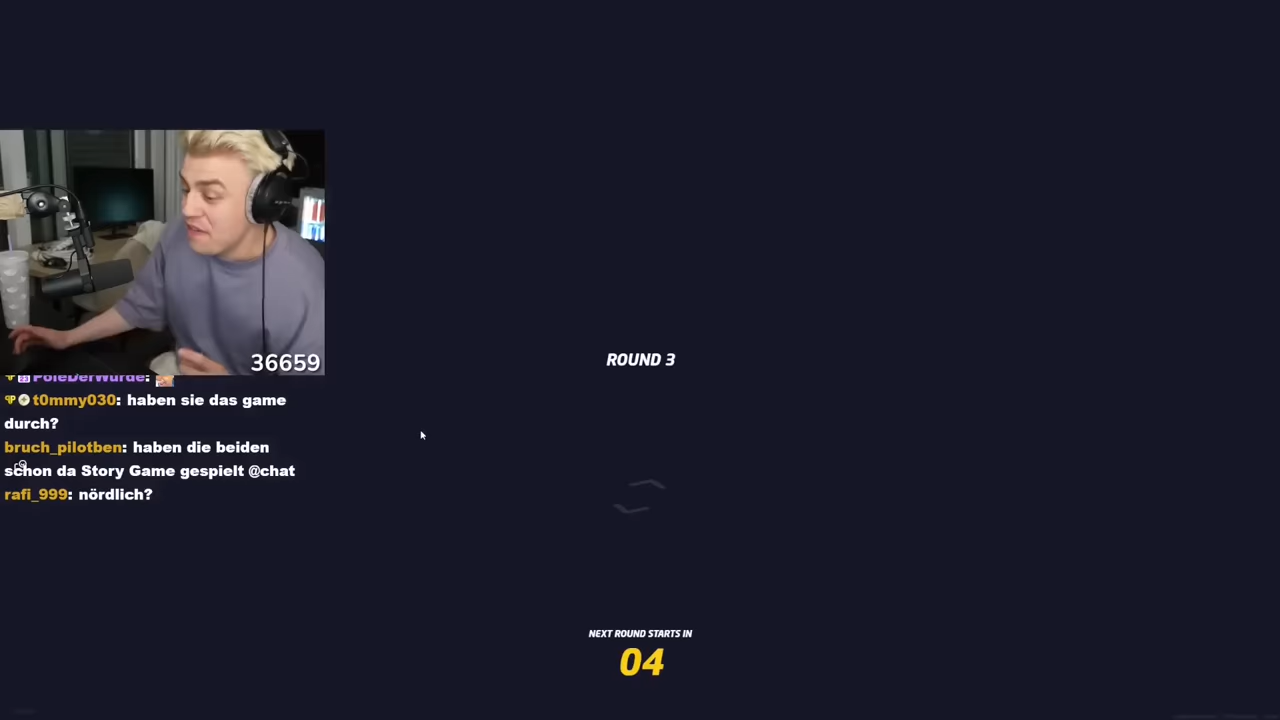 36659
PoleDerWürde:
t0mmy030: haben sie das game
durch?
bruch_pilotben: haben die beiden
schon da Story Game gespielt @chat
rafi_999: nördlich?
ROUND 3
NEXT ROUND STARTS IN
04